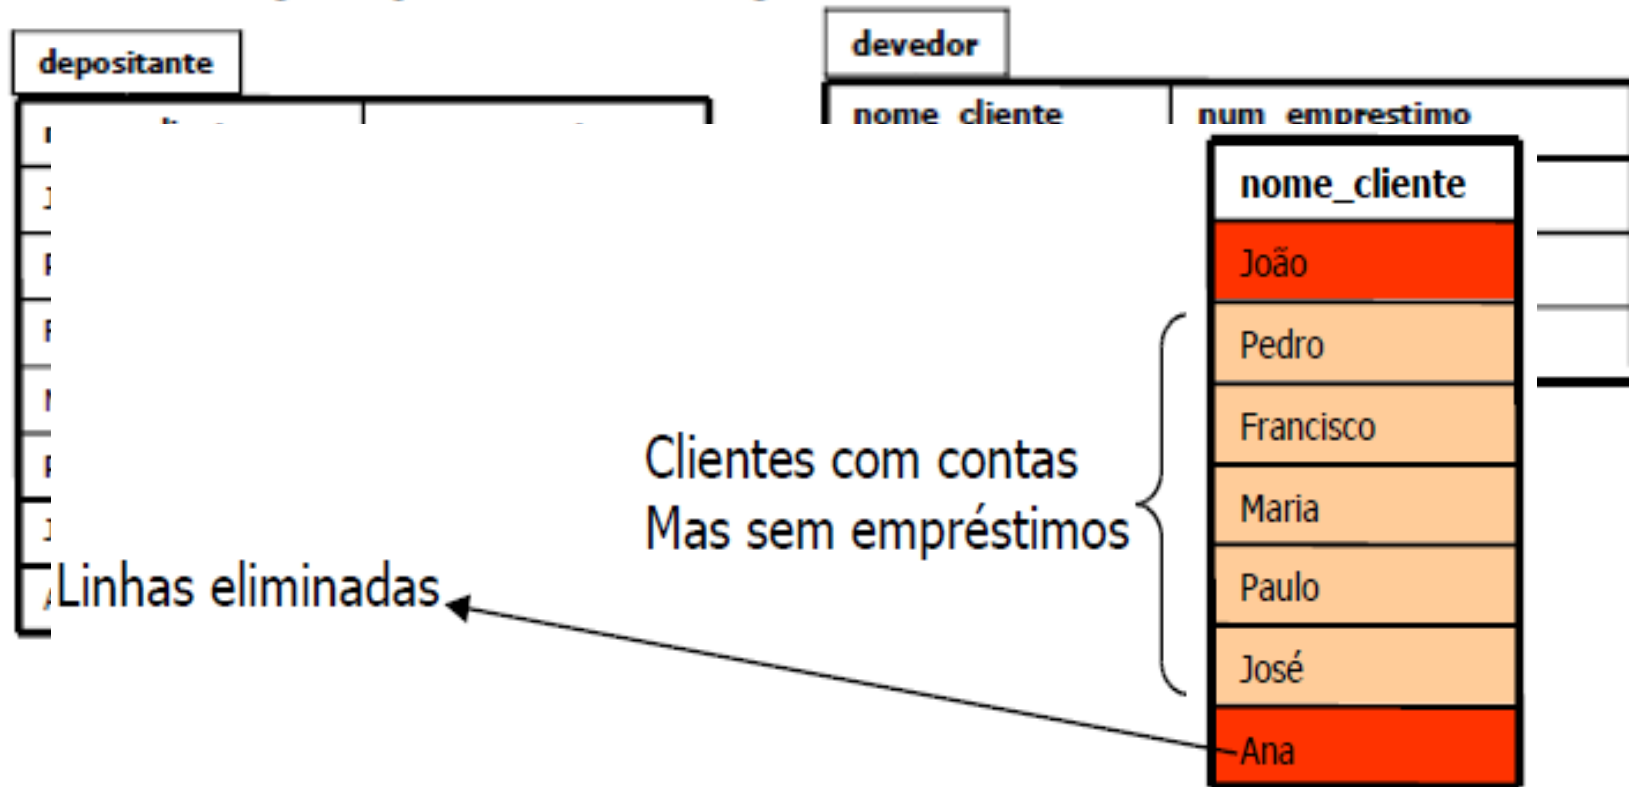 depositante
devedor
nome_cliente
num_emprestimo
nome_cliente
João
Pedro
Francisco
Clientes com contas
Mas sem empréstimos
Maria
Paulo
Linhas eliminadas
José
Ana